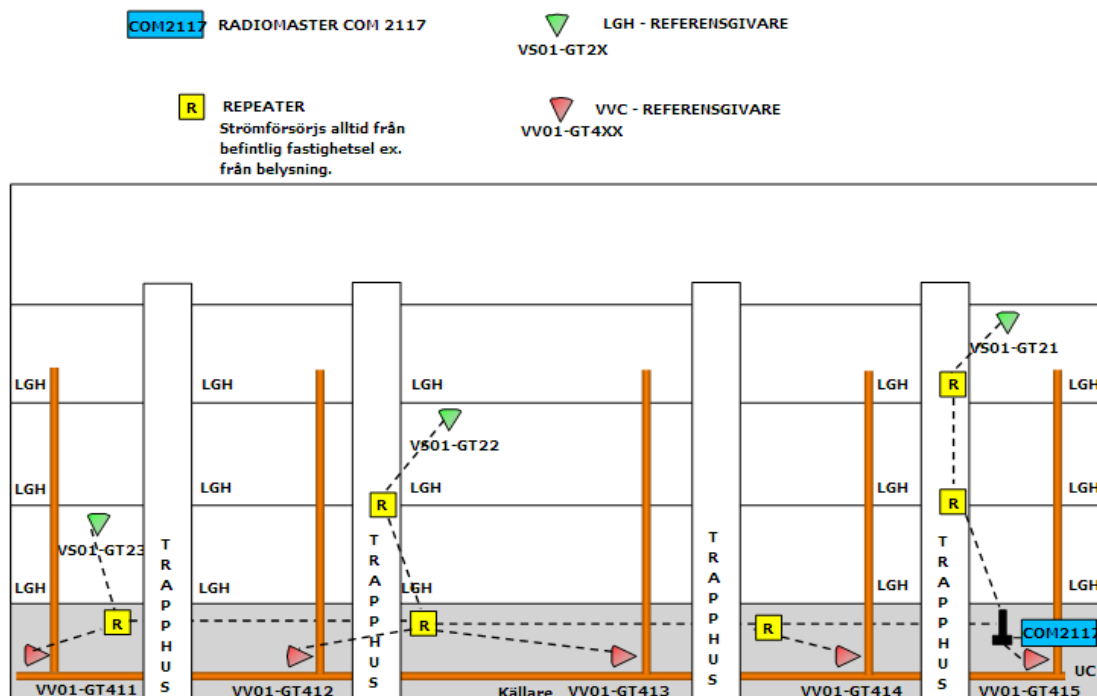 COM2117 RADIOMASTER COM 2117
LGH - REFERENSGIVARE
VS01-GT2X
R REPEATER
Strömförsörjs alltid från
befintlig fastighetsel ex.
från belysning.
VVC - REFERENSGIVARE
VV01-GT4XX
VS01-GT21
LGH LGH LGH LGH R LGH
VS01-GT22
LGH LGH R LGH LGH R LGH
VS01-GT23
TRAPPHUS
TRAPPHUS
TRAPPHUS
TRAPPHUS
LGH LGH LGH LGH LGH
R R R COM2117
UC
VV01-GT411 VV01-GT412 Källare VV01-GT413 VV01-GT414 VV01-GT415